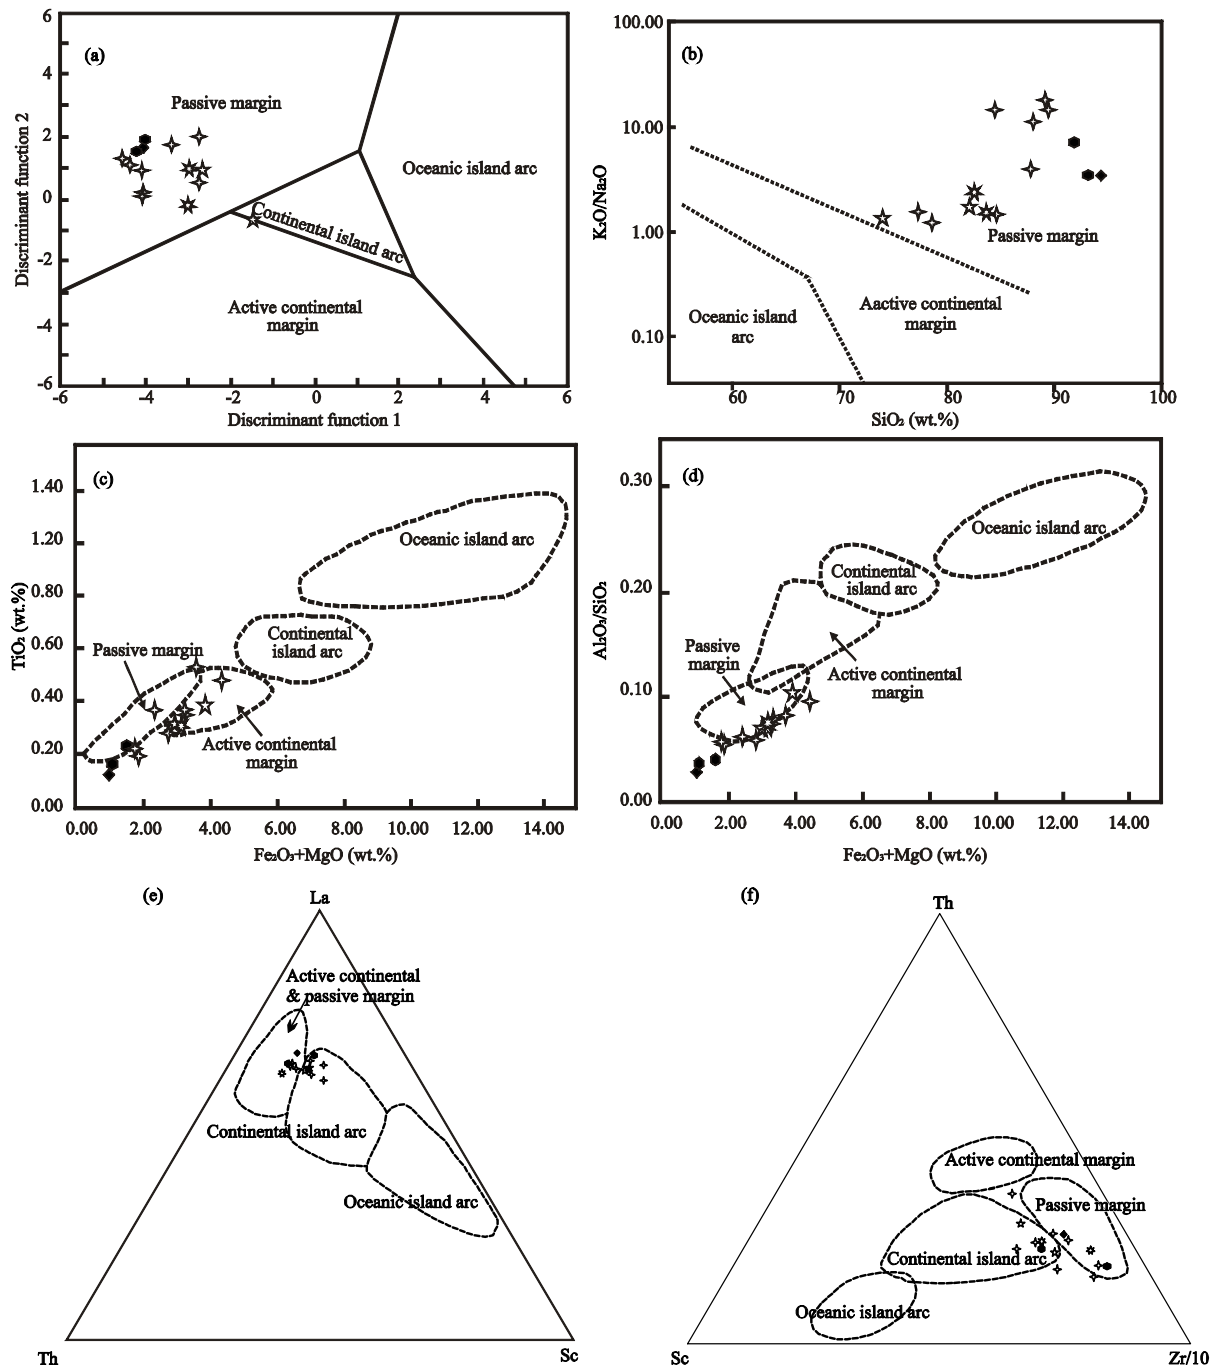 (a)
6
4
2
0
-2
-4
-6
Discriminant function 2
Passive margin
Oceanic island arc
Continental island arc
Active continental
margin
-6
-4
-2
0
2
4
6
Discriminant function 1
(b)
100.00
10.00
1.00
0.10
K₂O/Na₂O
Passive margin
Aactive continental
margin
Oceanic island
arc
60
70
80
90
100
SiO₂ (wt.%)
(c)
1.40
1.20
0.80
0.60
0.40
0.20
0.00
TiO₂ (wt.%)
Oceanic island arc
Continental
island arc
Passive margin
Active continental
margin
0.00
2.00
4.00
6.00
8.00
10.00
12.00
14.00
Fe₂O₃+MgO (wt.%)
(d)
0.30
0.20
0.10
0.00
Al₂O₃/SiO₂
Oceanic island arc
Continental
island arc
Passive
margin
Active continental
margin
0.00
2.00
4.00
6.00
8.00
10.00
12.00
14.00
Fe₂O₃+MgO (wt.%)
(e)
La
Active continental
& passive margin
Continental island arc
Oceanic island arc
Th
Sc
(f)
Th
Active continental margin
Passive margin
Continental island arc
Oceanic island arc
Sc
Zr/10